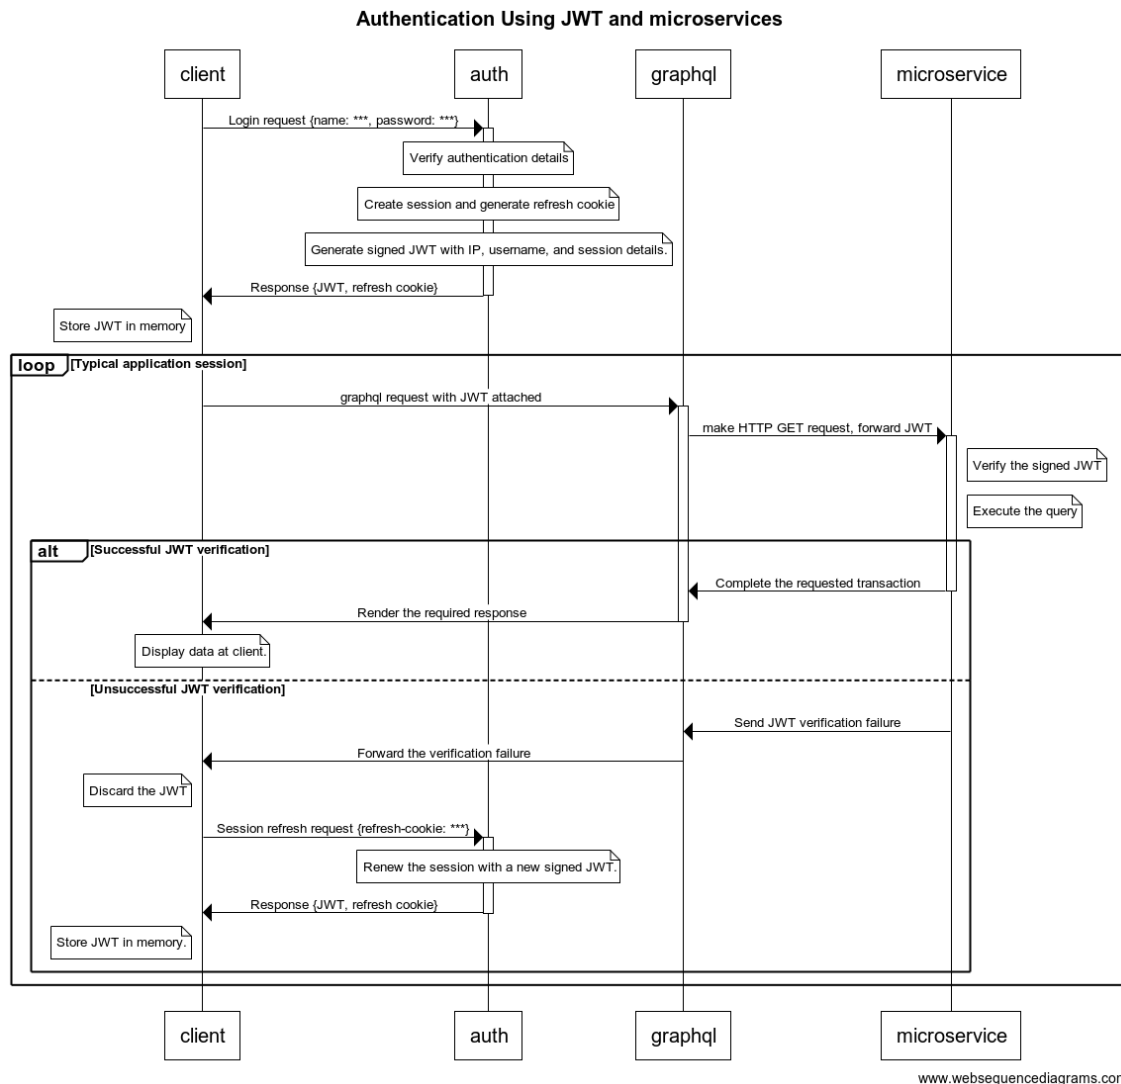 Authentication Using JWT and microservices
client
auth
graphql
microservice
Login request {name: ***, password: ***}
Verify authentication details
Create session and generate refresh cookie
Generate signed JWT with IP, username, and session details.
Response {JWT, refresh cookie}
Store JWT in memory
loop
[Typical application session]
graphql request with JWT attached
make HTTP GET request, forward JWT
Verify the signed JWT
Execute the query
alt
[Successful JWT verification]
Complete the requested transaction
Render the required response
Display data at client.
[Unsuccessful JWT verification]
Send JWT verification failure
Forward the verification failure
Discard the JWT
Session refresh request {refresh-cookie: ***}
Renew the session with a new signed JWT.
Response {JWT, refresh cookie}
Store JWT in memory.
client
auth
graphql
microservice
www.websequencediagrams.com